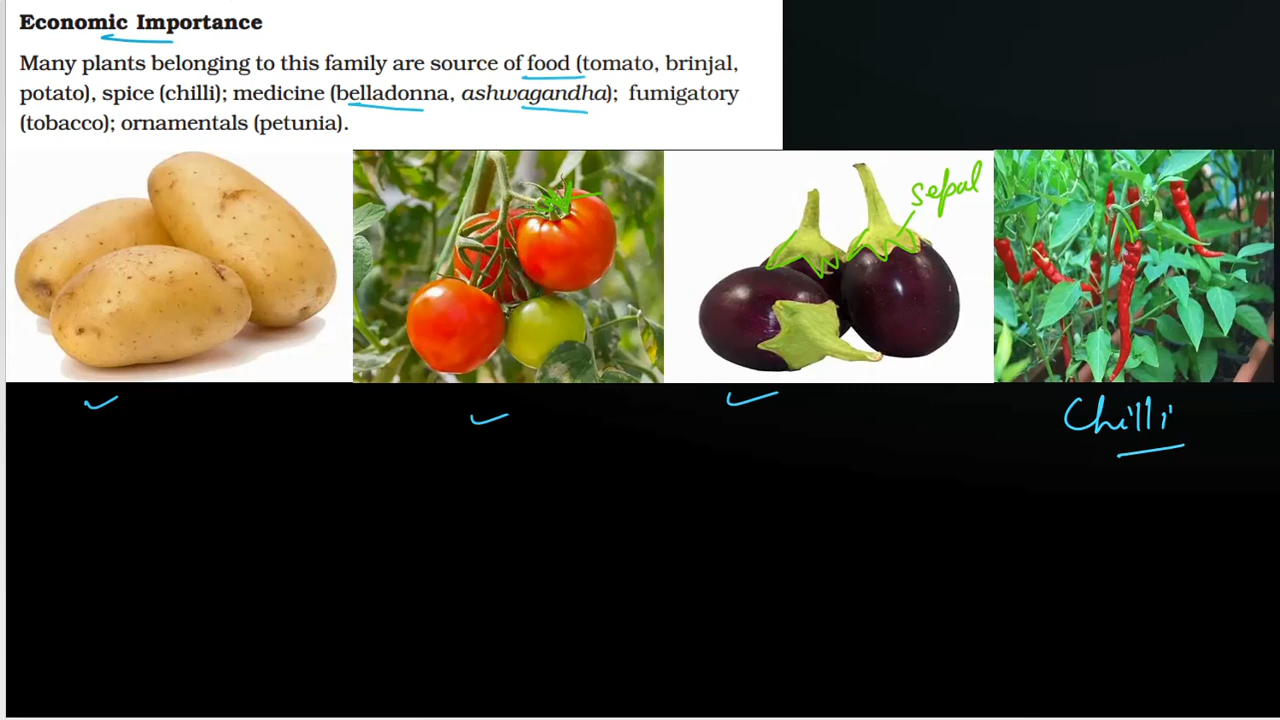 Economic Importance
Many plants belonging to this family are source of food (tomato, brinjal,
potato), spice (chilli); medicine (belladonna, ashwagandha); fumigatory
(tobacco); ornamentals (petunia).
sepal
Chilli